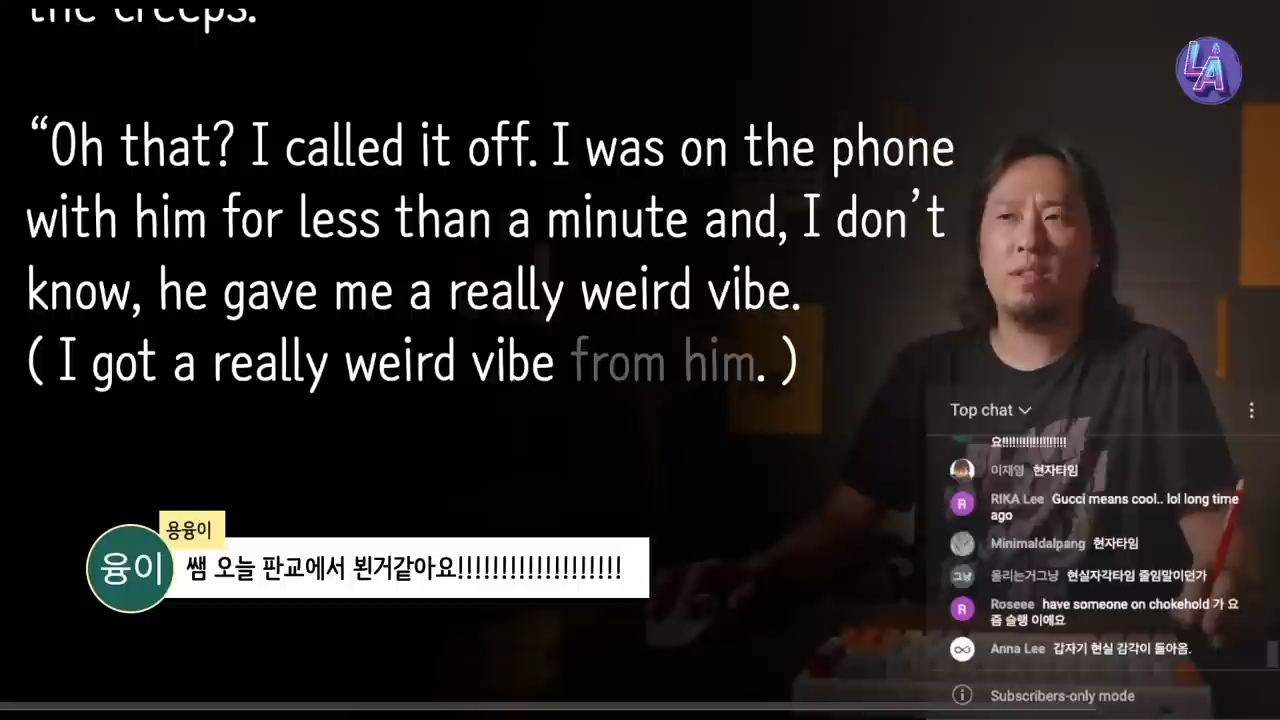 the creeps.
“Oh that? I called it off. I was on the phone
with him for less than a minute and, I don’t
know, he gave me a really weird vibe.
( I got a really weird vibe from him. )
LA
Top chat
요!!!!!!!!!!!!!!!!!!!
이재영 현자타임
R RIKA Lee Gucci means cool.. lol long time
ago
Minimaldalpang 현자타임
그냥 올리는거그냥 현실자각타임 줄임말이던가
R Roseee have someone on chokehold 가 요
즘 슬랭 이에요
Anna Lee 갑자기 현실 감각이 돌아옴.
Subscribers-only mode
용융이
융이 쌤 오늘 판교에서 뵌거같아요!!!!!!!!!!!!!!!!!!!